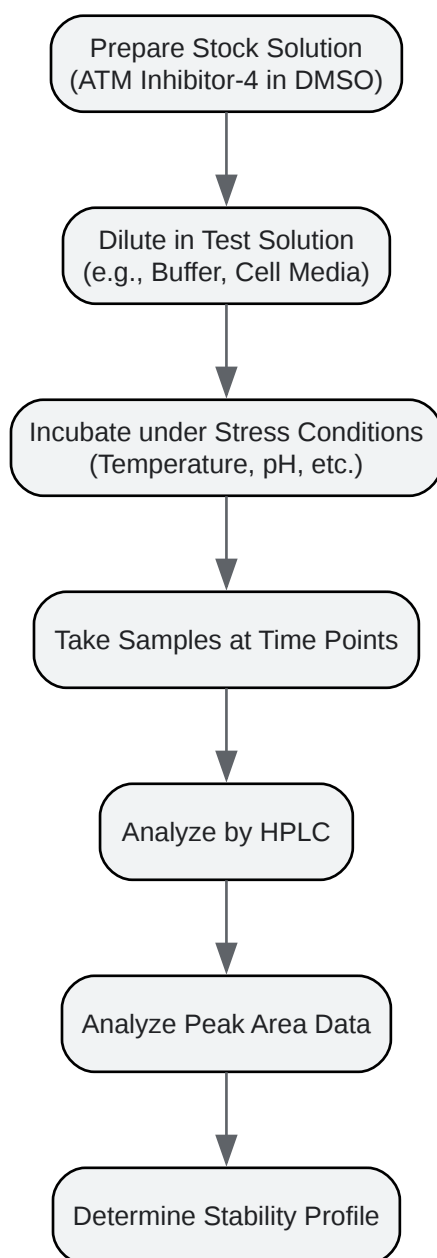 Prepare Stock Solution
(ATM Inhibitor-4 in DMSO)
Dilute in Test Solution
(e.g., Buffer, Cell Media)
Incubate under Stress Conditions
(Temperature, pH, etc.)
Take Samples at Time Points
Analyze by HPLC
Analyze Peak Area Data
Determine Stability Profile